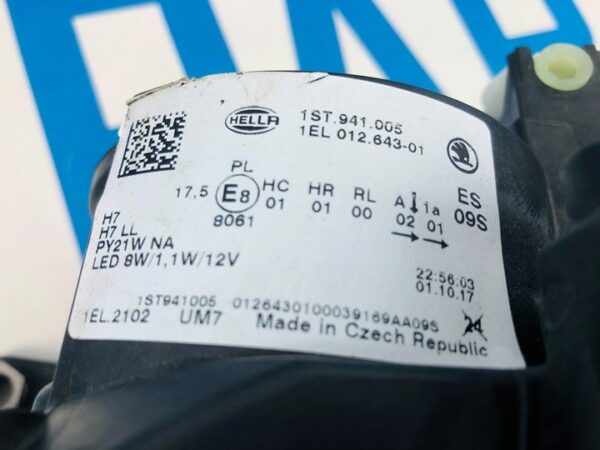 HELLA
1ST.941.005
1EL 012.643-01
PL
17,5 E8 HC HR RL A 1a ES
8061 01 01 00 02 01 09S
H7
H7 LL
PY21W NA
LED 8W/1,1W/12V
22:56.03
01.10.17
1ST941005 0126430100039169AA09S
1EL.2102 UM7 Made in Czech Republic